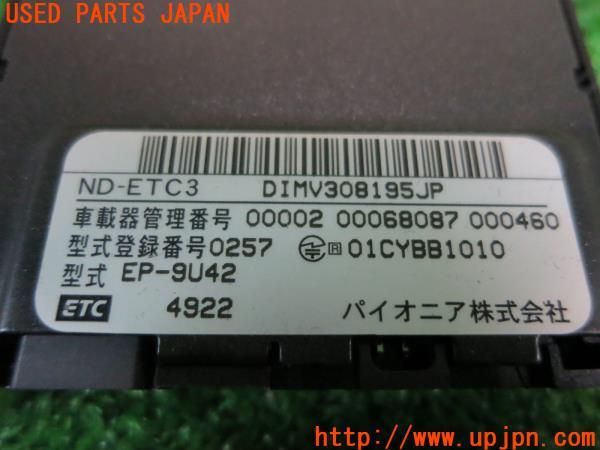 USED PARTS JAPAN
ND-ETC3 DIMV308195JP
車載器管理番号 00002 00068087 000460
型式登録番号0257 R 01CYBB1010
型式 EP-9U42
ETC 4922 パイオニア株式会社
UPJ http://www.upjpn.com/